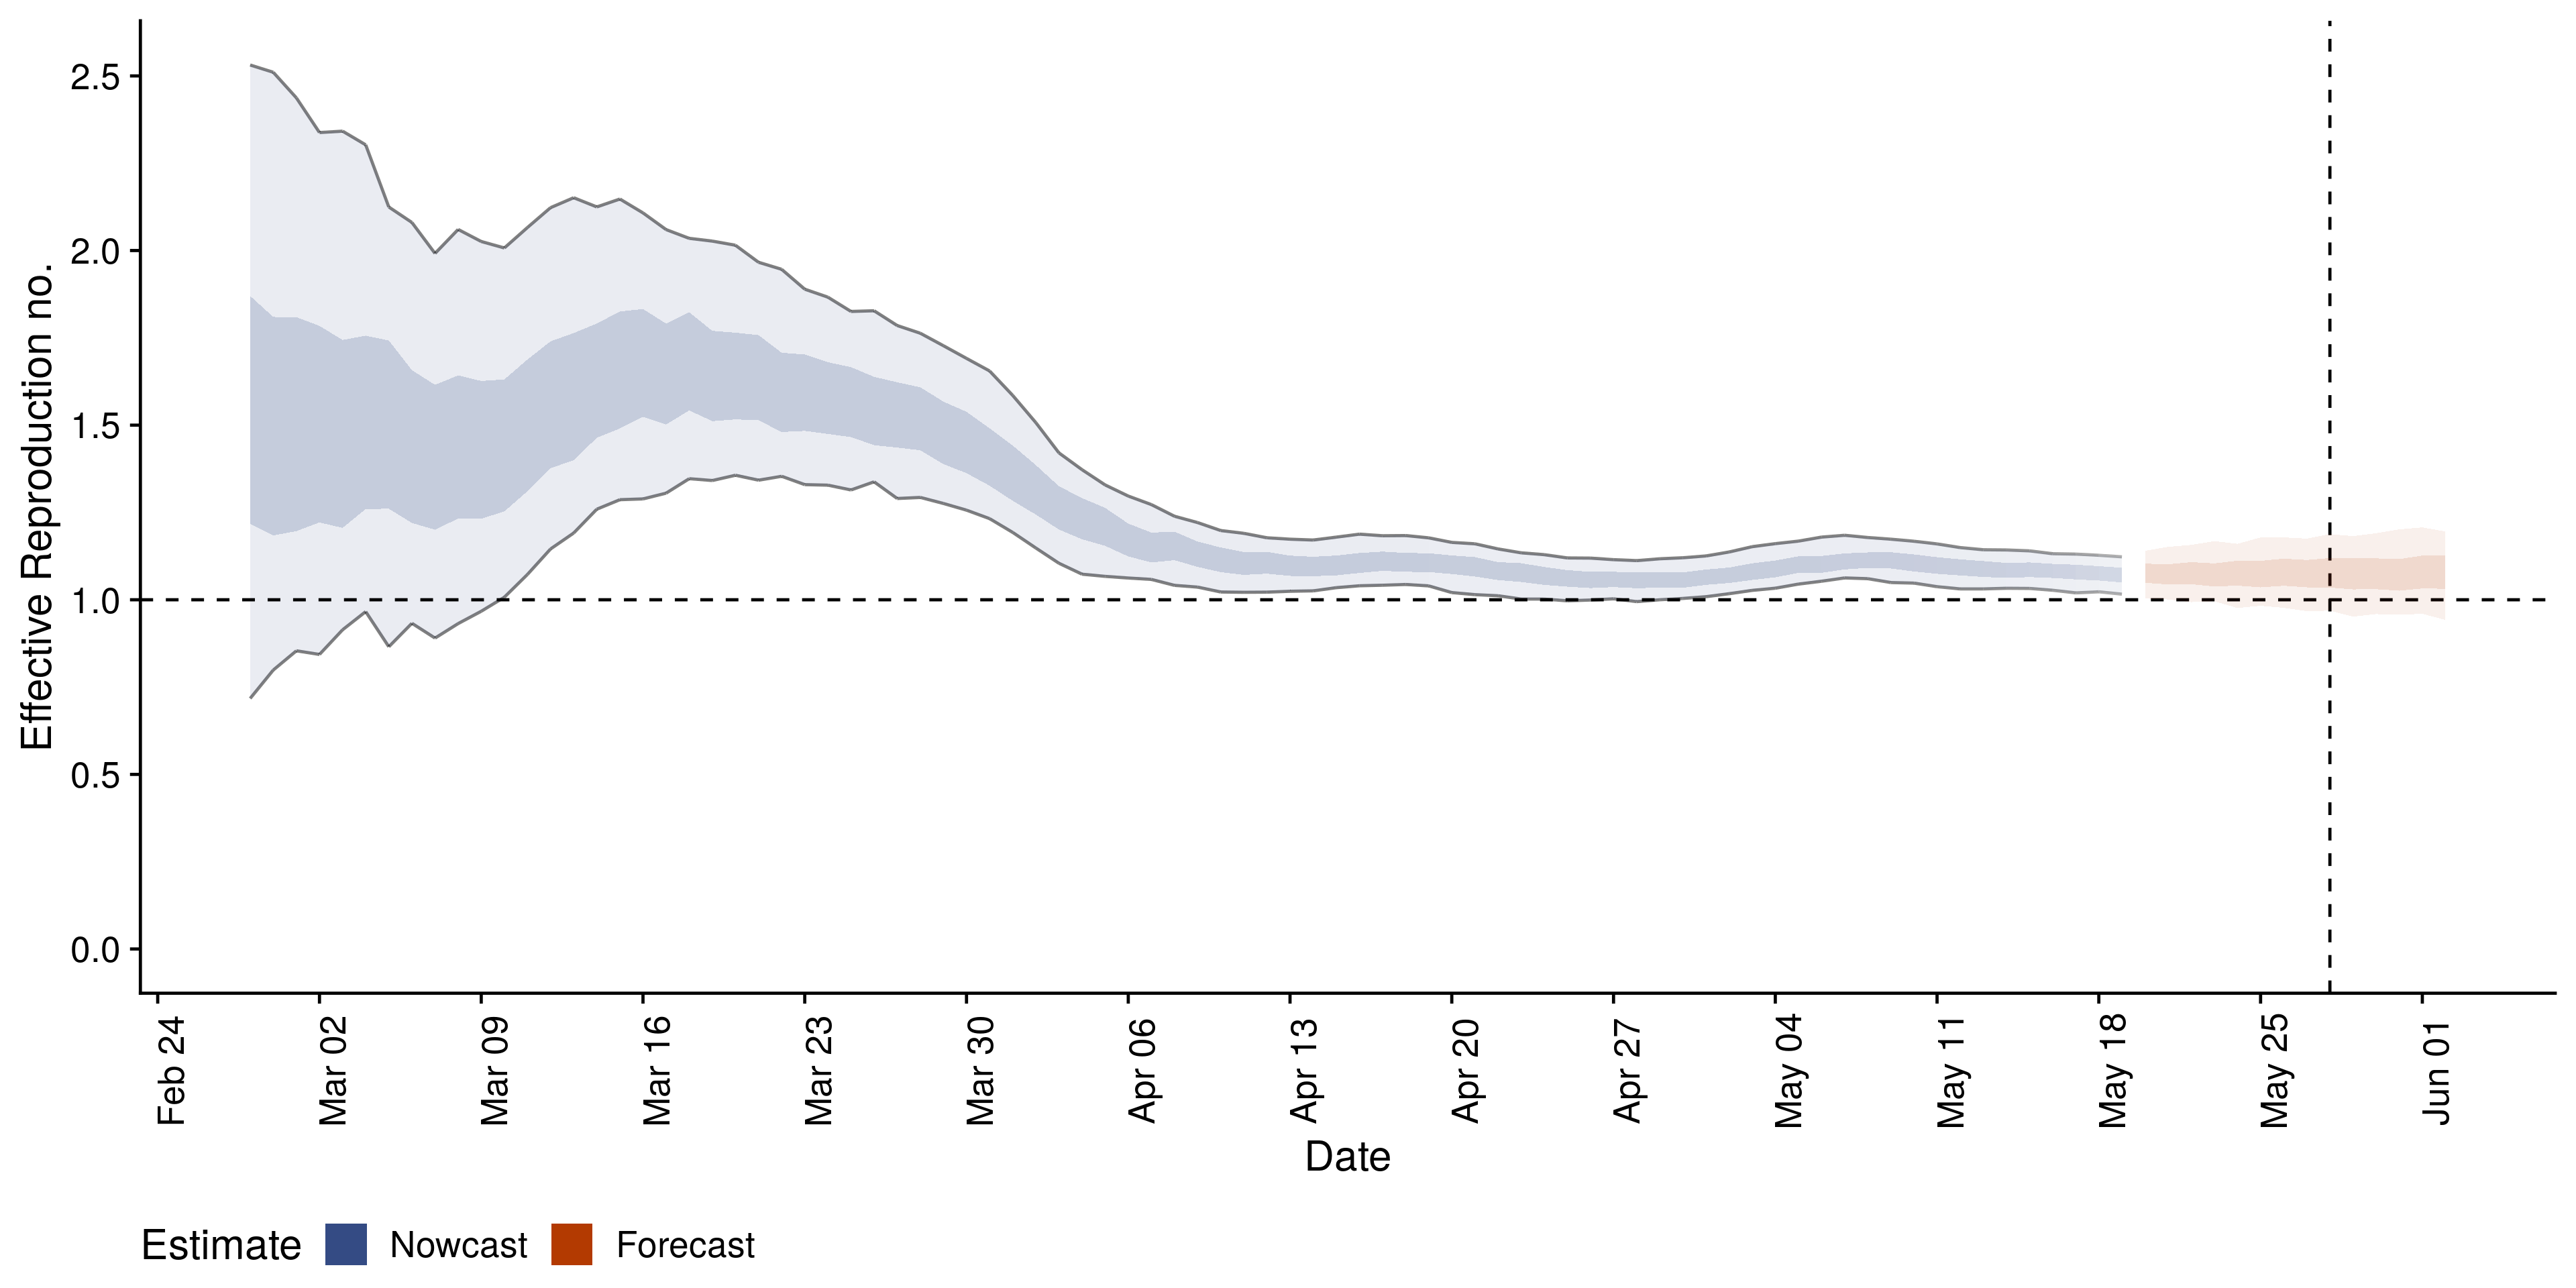 Effective Reproduction no.
2.5
2.0
1.5
1.0
0.5
0.0
Feb 24
Mar 02
Mar 09
Mar 16
Mar 23
Mar 30
Apr 06
Apr 13
Apr 20
Apr 27
May 04
May 11
May 18
May 25
Jun 01
Date
Estimate Nowcast Forecast